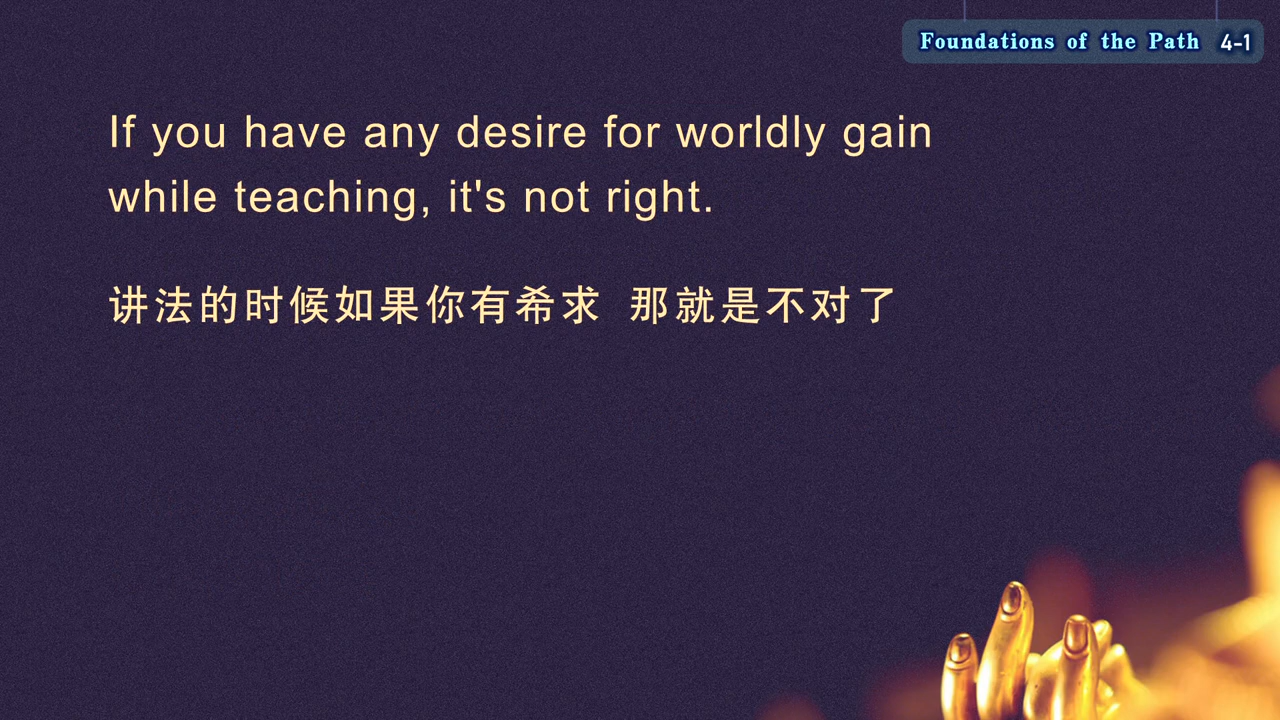 Foundations of the Path 4-1
If you have any desire for worldly gain
while teaching, it's not right.
讲法的时候如果你有希求 那就是不对了